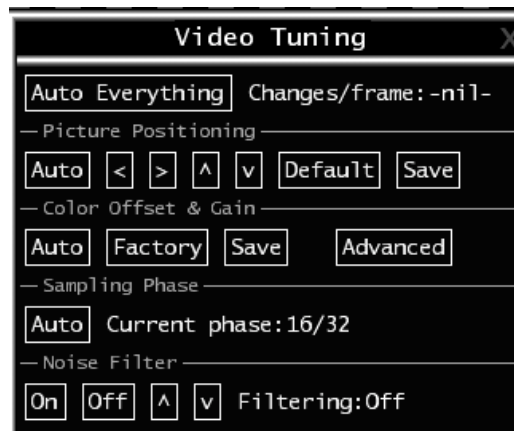 Video Tuning X
Auto Everything Changes/frame:-nil-
Picture Positioning
Auto < > ^ v Default Save
Color Offset & Gain
Auto Factory Save Advanced
Sampling Phase
Auto Current phase:16/32
Noise Filter
On Off ^ v Filtering:Off